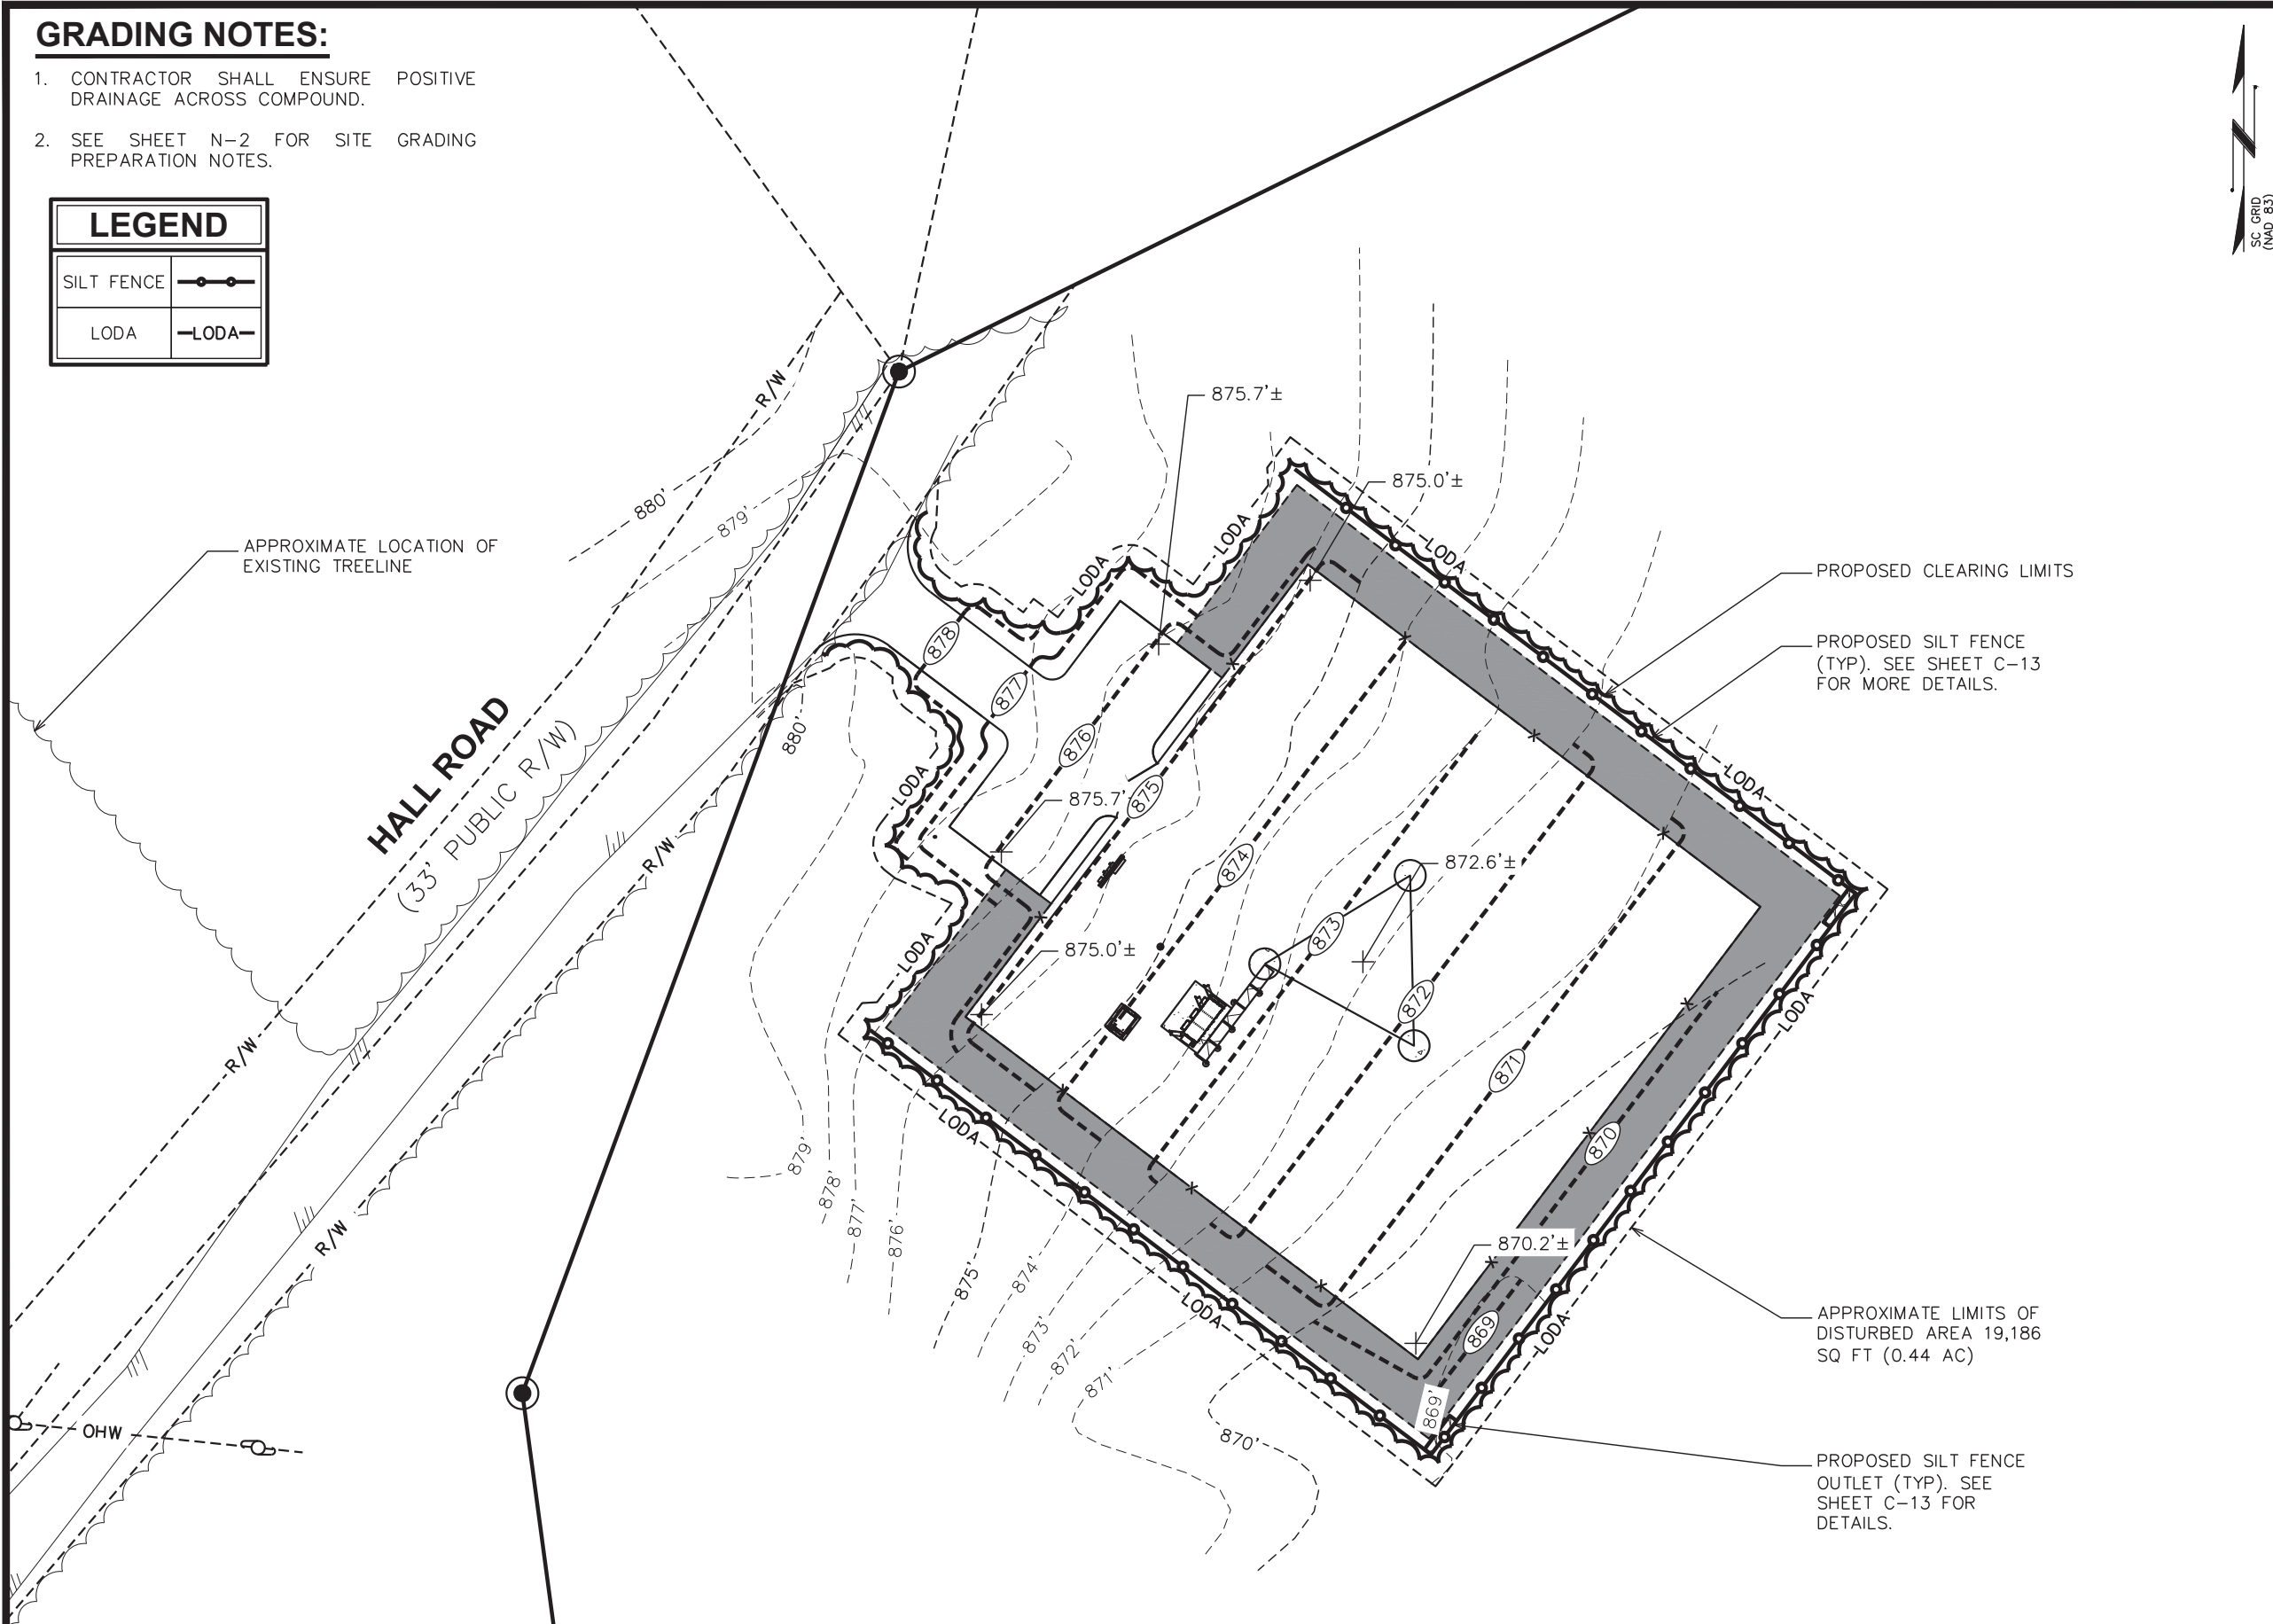 GRADING NOTES:
1. CONTRACTOR SHALL ENSURE POSITIVE
DRAINAGE ACROSS COMPOUND.
2. SEE SHEET N-2 FOR SITE GRADING
PREPARATION NOTES.
LEGEND
SILT FENCE
LODA
-LODA-
SC GRID
(NAD 83)
R/W
875.7'±
875.0'±
880'
879'
APPROXIMATE LOCATION OF
EXISTING TREELINE
LODA
LODA
LODA
PROPOSED CLEARING LIMITS
878
PROPOSED SILT FENCE
(TYP). SEE SHEET C-13
FOR MORE DETAILS.
877
HALL ROAD
(33' PUBLIC R/W)
880'
876
LODA
LODA
875.7'
875
R/W
874
872.6'±
873
LODA
875.0'±
872
LODA
R/W
871
LODA
870
879'
878'
877'
876'
R/W
875'
874'
873'
872'
871'
870'
LODA
870.2'±
869
LODA
869'
APPROXIMATE LIMITS OF
DISTURBED AREA 19,186
SQ FT (0.44 AC)
OHW
PROPOSED SILT FENCE
OUTLET (TYP). SEE
SHEET C-13 FOR
DETAILS.